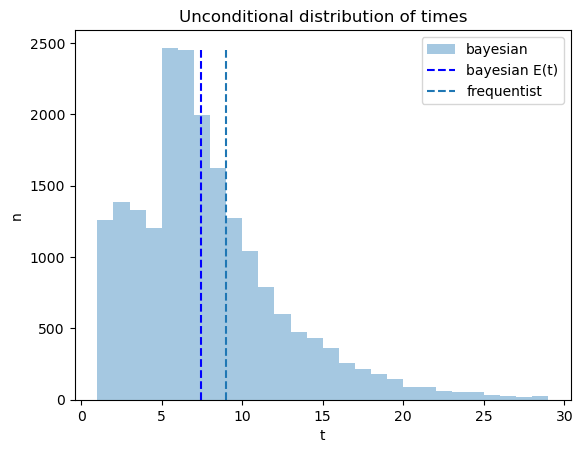 Unconditional distribution of times
bayesian
bayesian E(t)
frequentist
n
2500
2000
1500
1000
500
0
0 5 10 15 20 25 30
t